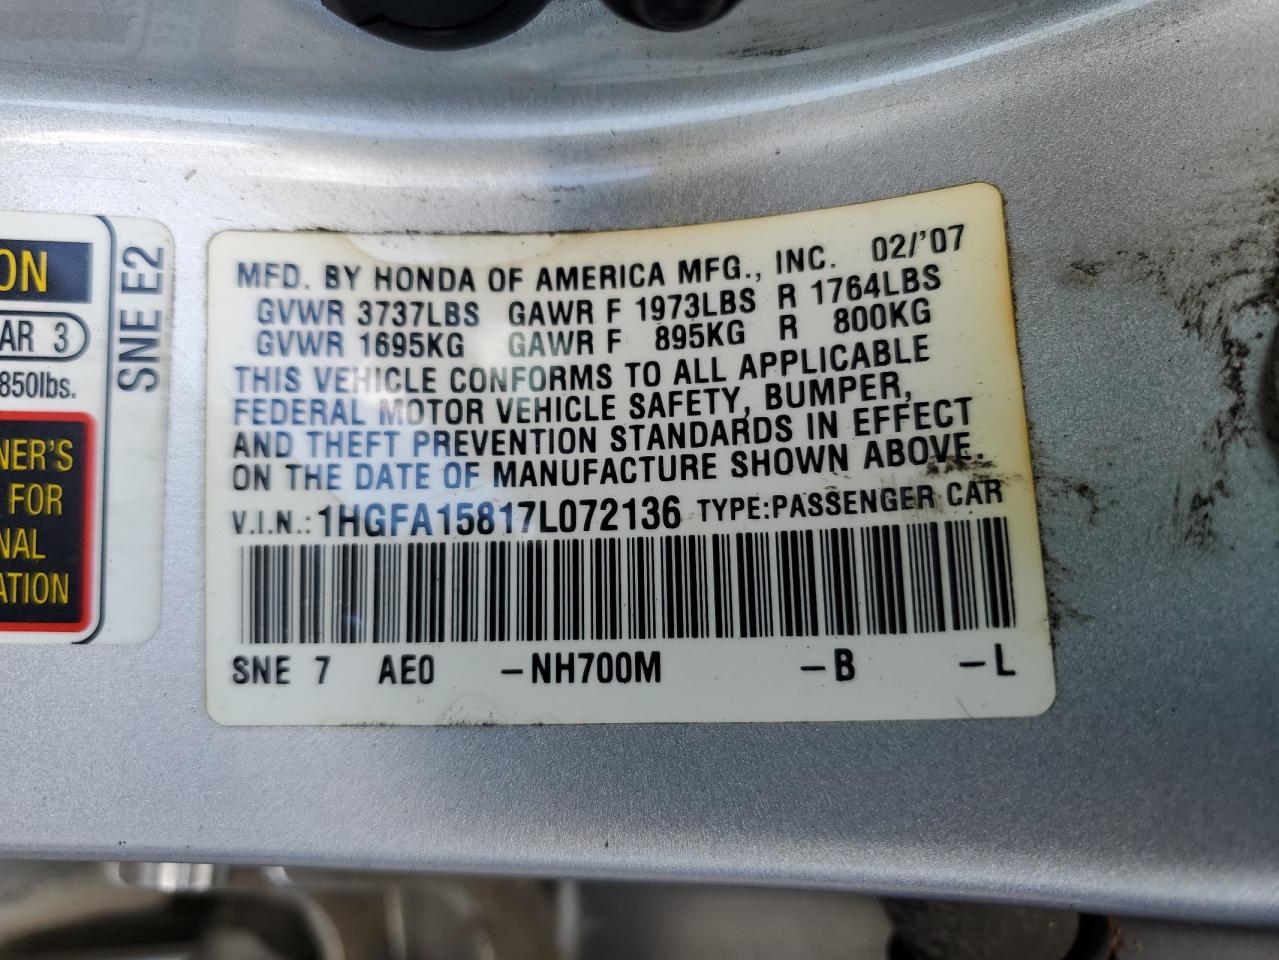 ON
AR 3
850lbs.
NER'S
FOR
NAL
ATION
SNE E2
MFD. BY HONDA OF AMERICA MFG., INC. 02/'07
GVWR 3737LBS GAWR F 1973LBS R 1764LBS
GVWR 1695KG GAWR F 895KG R 800KG
THIS VEHICLE CONFORMS TO ALL APPLICABLE
FEDERAL MOTOR VEHICLE SAFETY, BUMPER,
AND THEFT PREVENTION STANDARDS IN EFFECT
ON THE DATE OF MANUFACTURE SHOWN ABOVE.
V.I.N.: 1HGFA15817L072136 TYPE:PASSENGER CAR
SNE 7 AE0 -NH700M -B -L